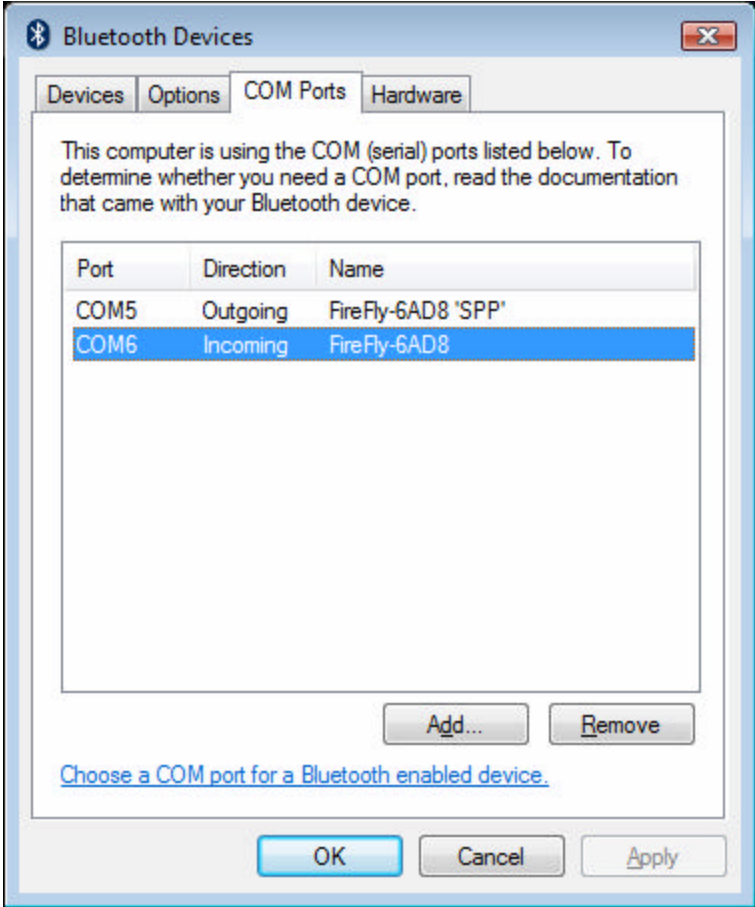 Bluetooth Devices
Devices Options COM Ports Hardware
This computer is using the COM (serial) ports listed below. To
determine whether you need a COM port, read the documentation
that came with your Bluetooth device.
Port Direction Name
COM5 Outgoing FireFly-6AD8 'SPP'
COM6 Incoming FireFly-6AD8
Add... Remove
Choose a COM port for a Bluetooth enabled device.
OK Cancel Apply